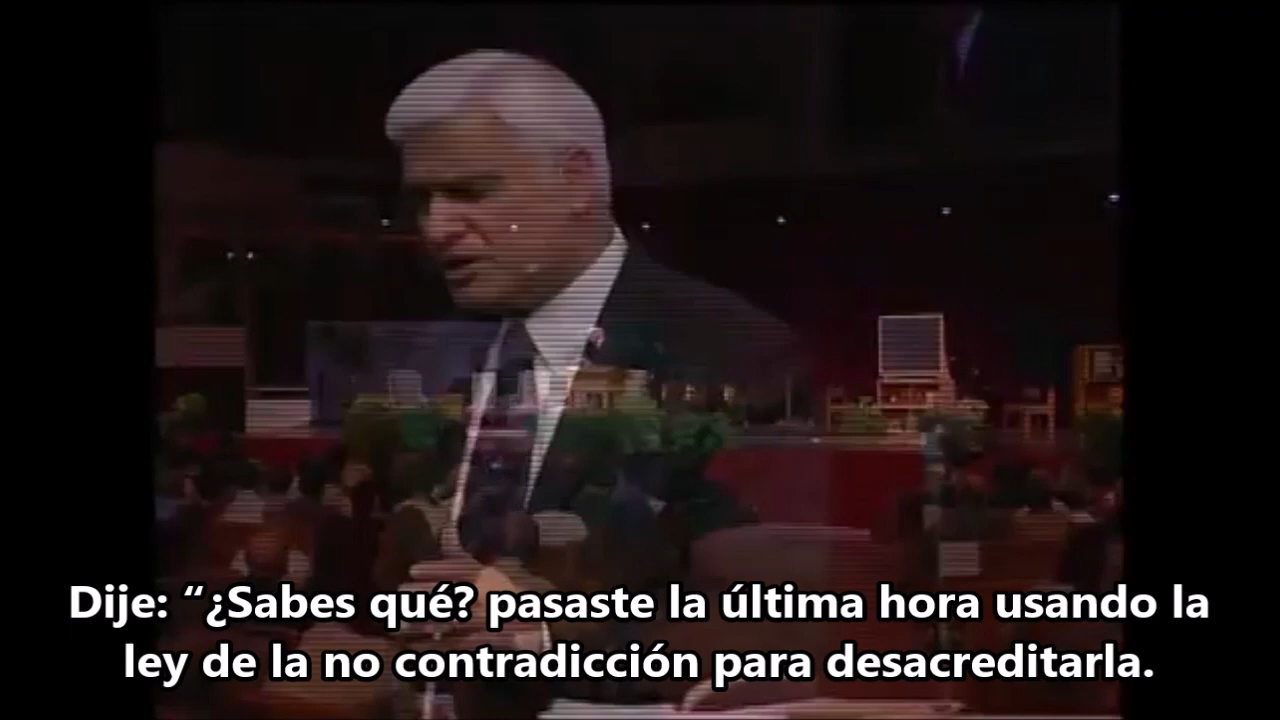 Dije: “¿Sabes qué? pasaste la última hora usando la
ley de la no contradicción para desacreditarla.